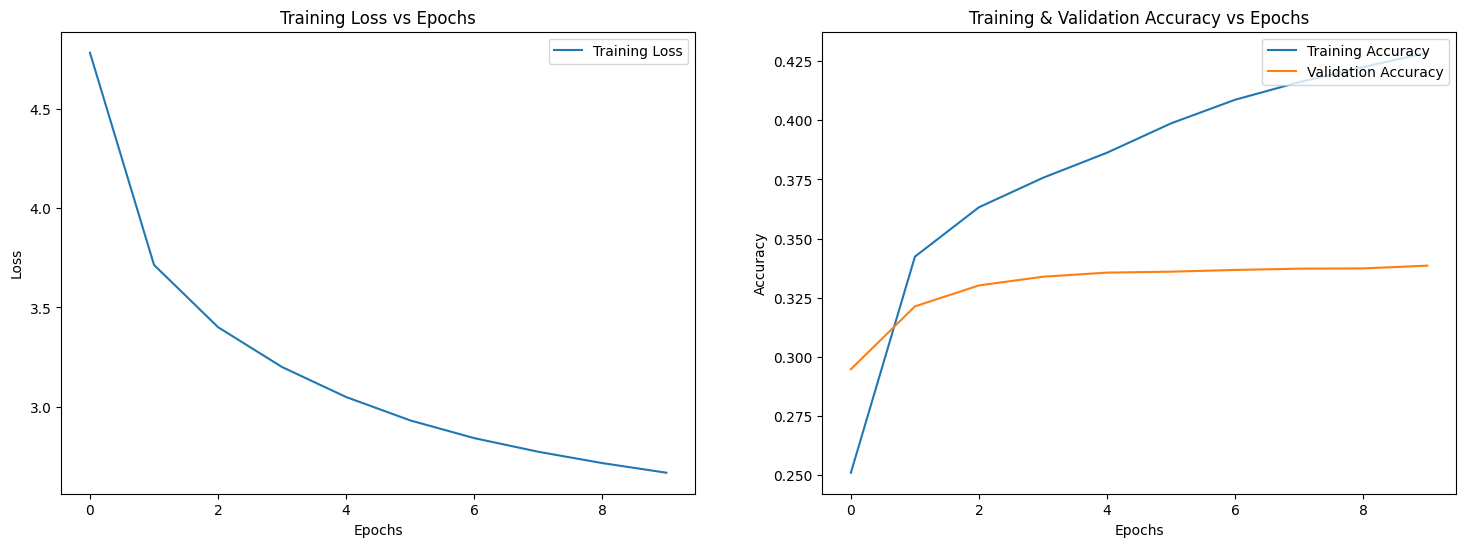 Training Loss vs Epochs
Training Loss
4.5
4.0
3.5
3.0
Loss
0
2
4
6
8
Epochs
Training & Validation Accuracy vs Epochs
Training Accuracy
Validation Accuracy
0.425
0.400
0.375
0.350
0.325
0.300
0.275
0.250
Accuracy
0
2
4
6
8
Epochs